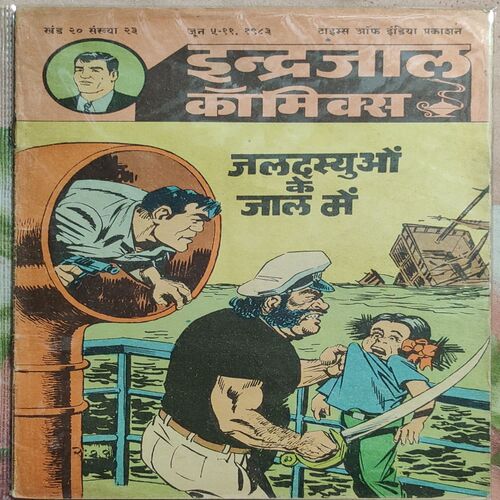 खंड २० संख्या २३
जून ५-११, १९८३
टाइम्स ऑफ इंडिया प्रकाशन
इन्द्रजाल
कॉमिक्स
जलदस्युओं
के
जाल में